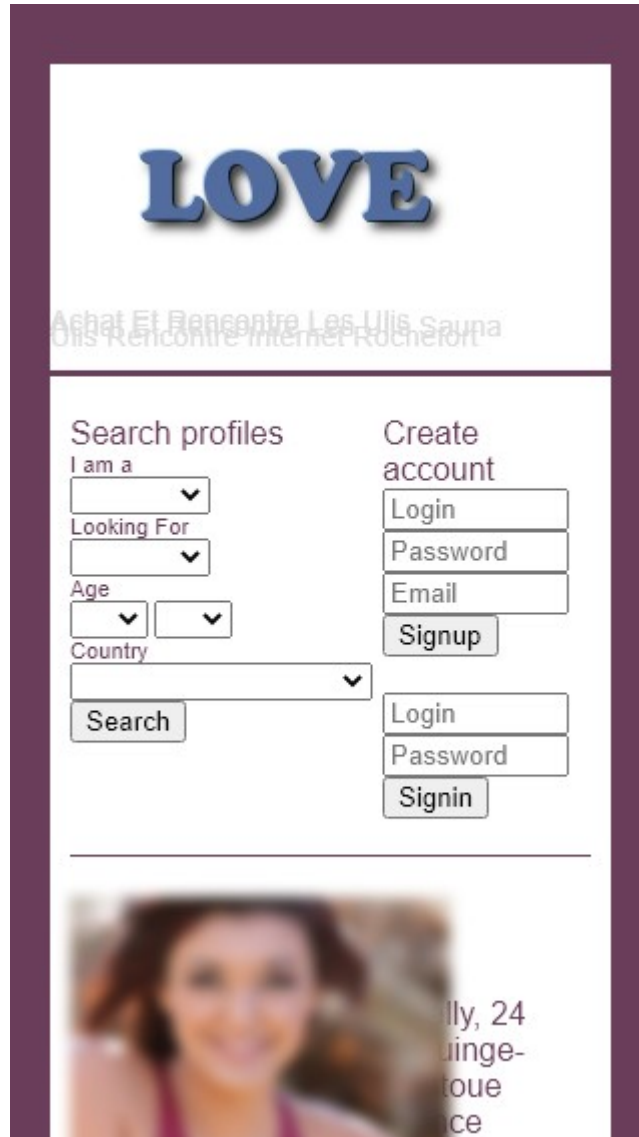 LOVE
Achat Et Rencontre Les Ulis Sauna
Ulis Rencontre Internet Rochefort
Search profiles
I am a
Looking For
Age
Country
Search
Create
account
Login
Password
Email
Signup
Login
Password
Signin
lly, 24
uinge-
toue
ce